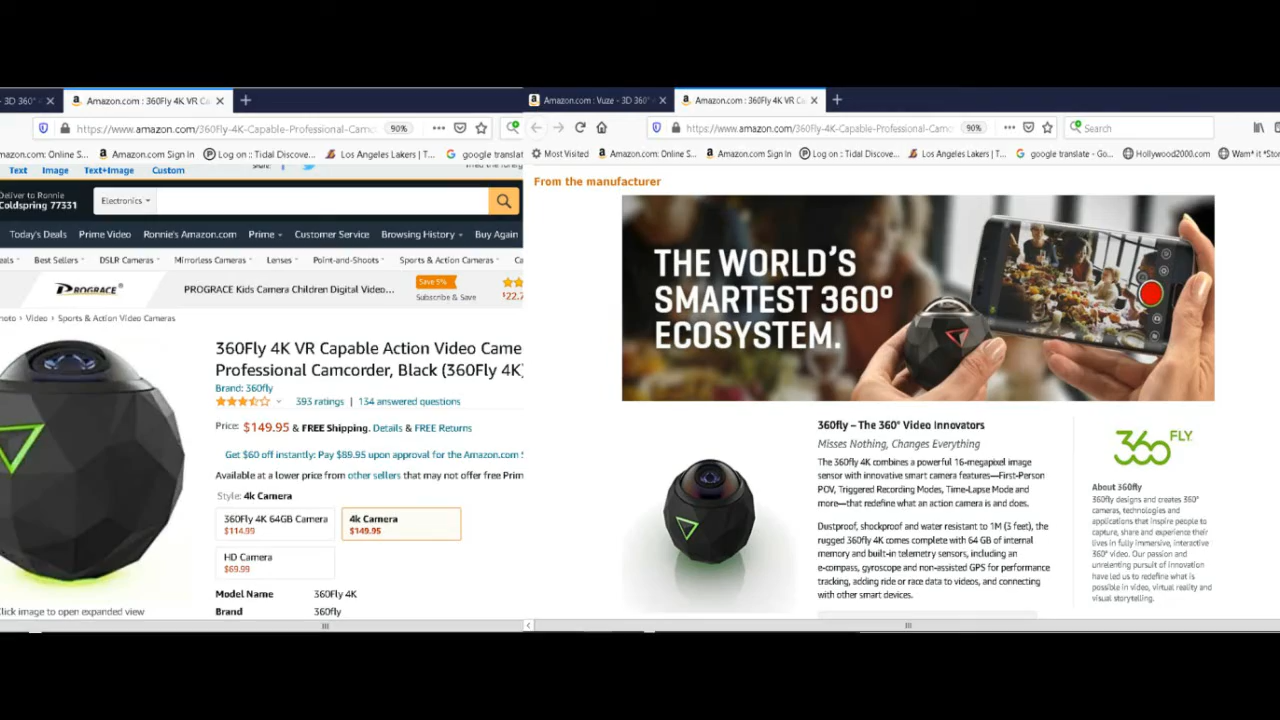 - 3D 360°
Amazon.com : 360Fly 4K VR Ca
https://www.amazon.com/360Fly-4K-Capable-Professional-Camc
90%
mazon.com: Online S...
Amazon.com Sign In
Log on :: Tidal Discove...
Los Angeles Lakers | T...
google translat
Text
Image
Text+Image
Custom
Deliver to Ronnie
Coldspring 77331
Electronics
Today's Deals
Prime Video
Ronnie's Amazon.com
Prime
Customer Service
Browsing History
Buy Again
eals
Best Sellers
DSLR Cameras
Mirrorless Cameras
Lenses
Point-and-Shoots
Sports & Action Cameras
Ca
PROGRACE
PROGRACE Kids Camera Children Digital Video...
Save 5%
Subscribe & Save
$22.7
hoto › Video › Sports & Action Video Cameras
360Fly 4K VR Capable Action Video Came
Professional Camcorder, Black (360Fly 4K)
Brand: 360fly
393 ratings | 134 answered questions
Price: $149.95 & FREE Shipping. Details & FREE Returns
Get $60 off instantly: Pay $89.95 upon approval for the Amazon.com
Available at a lower price from other sellers that may not offer free Prim
Style: 4k Camera
360Fly 4K 64GB Camera
$114.99
4k Camera
$149.95
HD Camera
$69.99
Model Name 360Fly 4K
Brand 360fly
Click image to open expanded view
Amazon.com : Vuze - 3D 360°
Amazon.com : 360Fly 4K VR Ca
https://www.amazon.com/360Fly-4K-Capable-Professional-Camc
90%
Search
Most Visited
Amazon.com: Online S...
Amazon.com Sign In
Log on :: Tidal Discove...
Los Angeles Lakers | T...
google translate - Go...
Hollywood2000.com
Wam* it *Stor
From the manufacturer
THE WORLD'S
SMARTEST 360°
ECOSYSTEM.
360fly – The 360° Video Innovators
Misses Nothing, Changes Everything
The 360fly 4K combines a powerful 16-megapixel image
sensor with innovative smart camera features—First-Person
POV, Triggered Recording Modes, Time-Lapse Mode and
more—that redefine what an action camera is and does.
Dustproof, shockproof and water resistant to 1M (3 feet), the
rugged 360fly 4K comes complete with 64 GB of internal
memory and built-in telemetry sensors, including an
e-compass, gyroscope and non-assisted GPS for performance
tracking, adding ride or race data to videos, and connecting
with other smart devices.
360FLY.
About 360fly
360fly designs and creates 360°
cameras, technologies and
applications that inspire people to
capture, share and experience their
lives in fully immersive, interactive
360° video. Our passion and
unrelenting pursuit of innovation
have led us to redefine what is
possible in video, virtual reality and
visual storytelling.